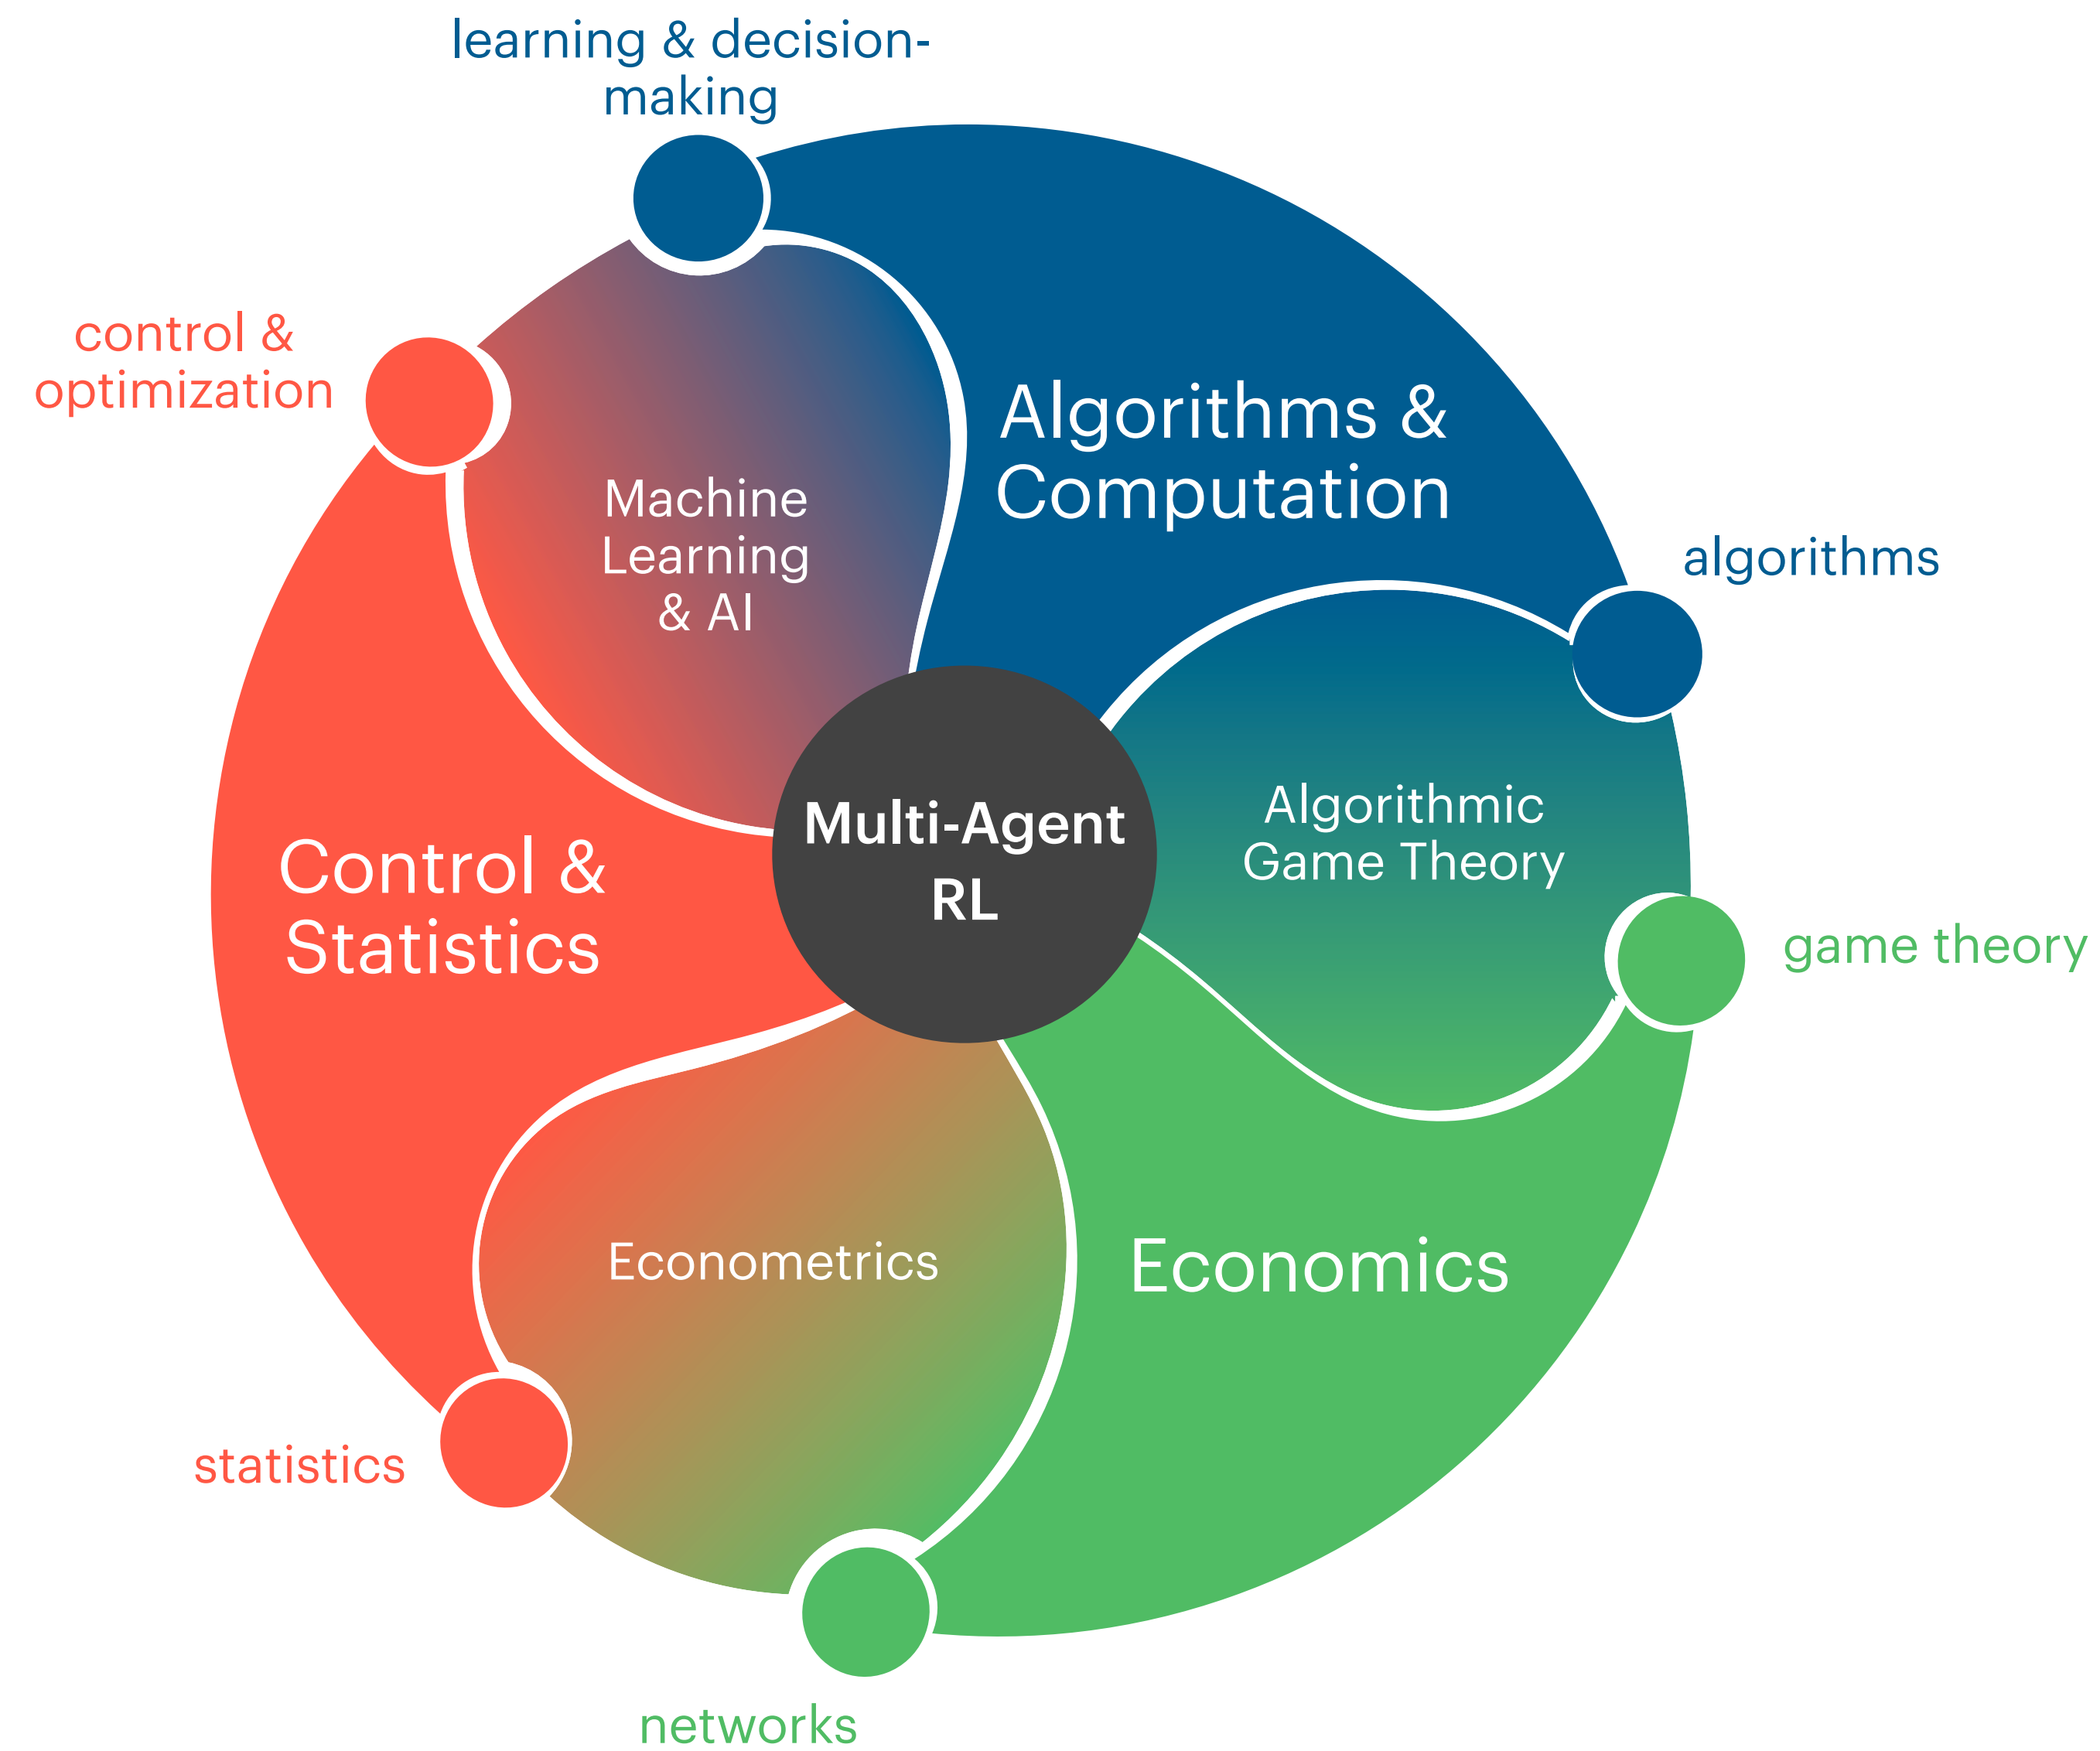 learning & decision-
making
control &
optimization
Algorithms &
Computation
Machine
Learning
& AI
algorithms
Multi-Agent
RL
Algorithmic
Game Theory
Control &
Statistics
game theory
Econometrics
Economics
statistics
networks